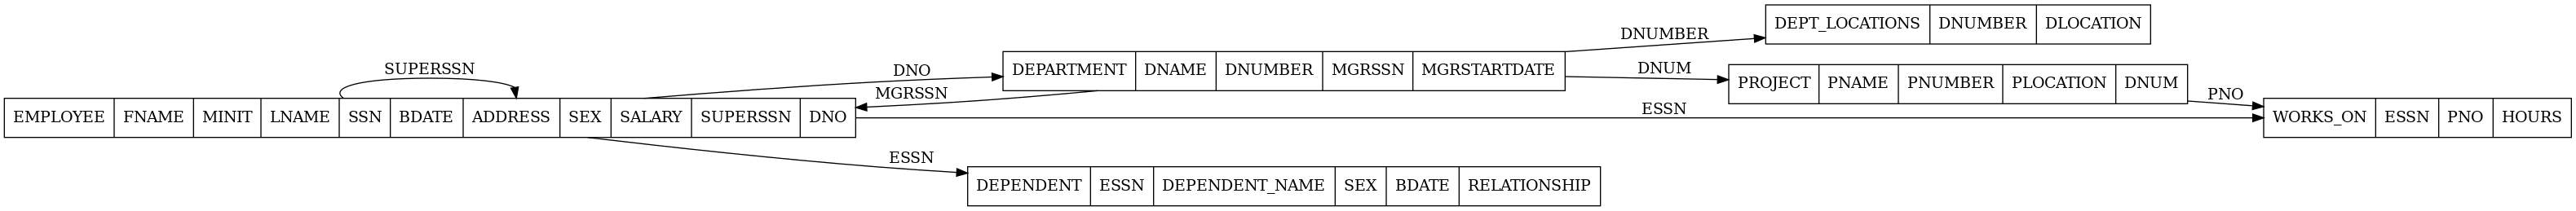 DEPT_LOCATIONS DNUMBER DLOCATION
DNUMBER
SUPERSSN
DNO
DEPARTMENT DNAME DNUMBER MGRSSN MGRSTARTDATE
DNUM
PROJECT PNAME PNUMBER PLOCATION DNUM
MGRSSN
PNO
EMPLOYEE FNAME MINIT LNAME SSN BDATE ADDRESS SEX SALARY SUPERSSN DNO
ESSN
WORKS_ON ESSN PNO HOURS
ESSN
DEPENDENT ESSN DEPENDENT_NAME SEX BDATE RELATIONSHIP